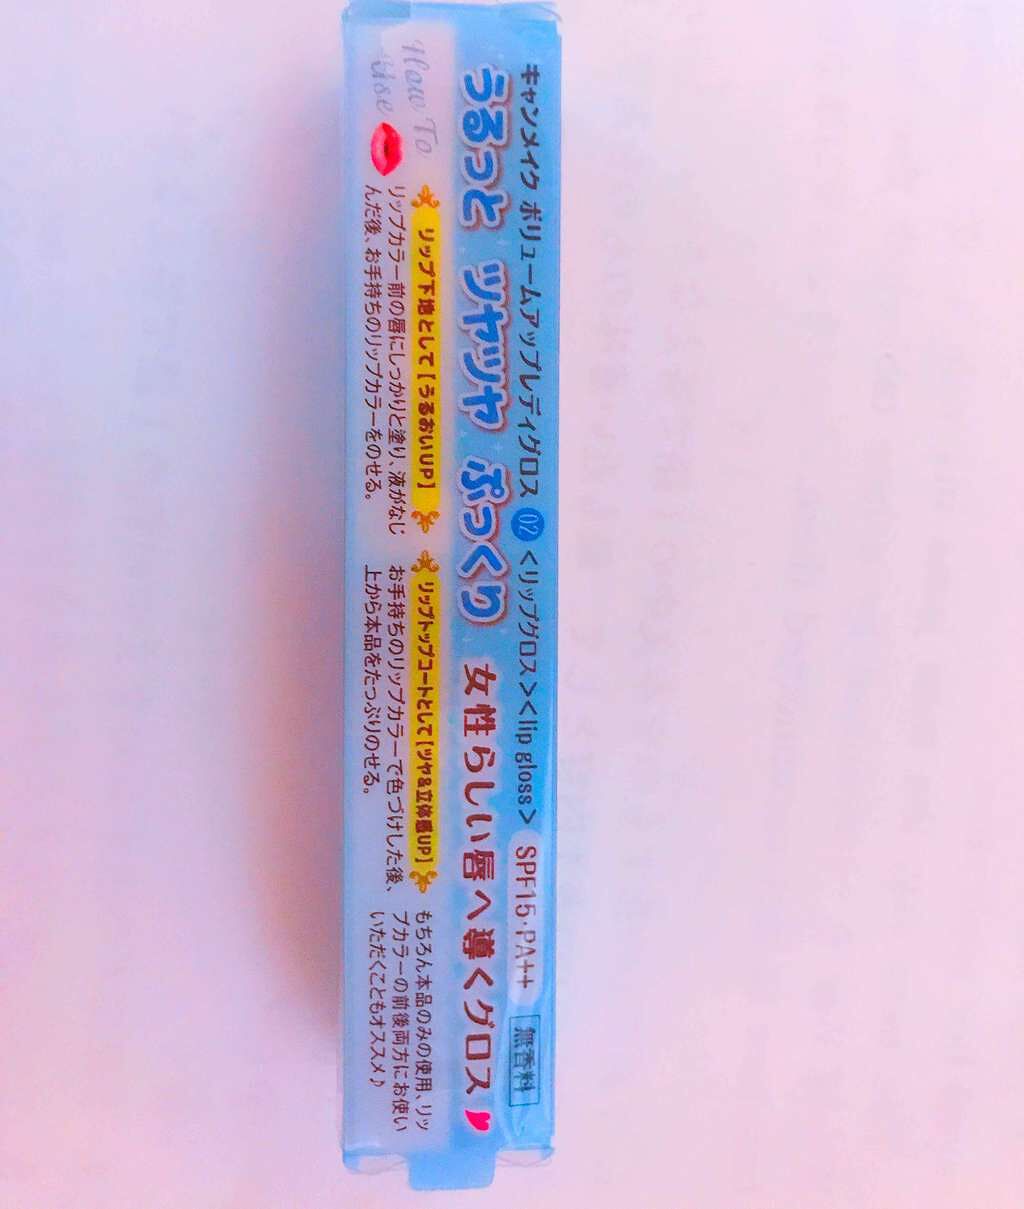 キャンメイク ボリュームアップレディグロス 02 <リップグロス><lip gloss> SPF15・PA++ 無香料
うるっと ツヤツヤ ぷっくり 女性らしい唇へ導くグロス
How To
Use
リップ下地として【うるおいUP】
リップカラー前の唇にしっかりと塗り、液がなじ
んだ後、お手持ちのリップカラーをのせる。
リップトップコートとして【ツヤ&立体感UP】
お手持ちのリップカラーで色づけした後、
上から本品をたっぷりのせる。
もちろん本品のみの使用、リッ
プカラーの前後両方にお使い
いただくこともオススメ♪